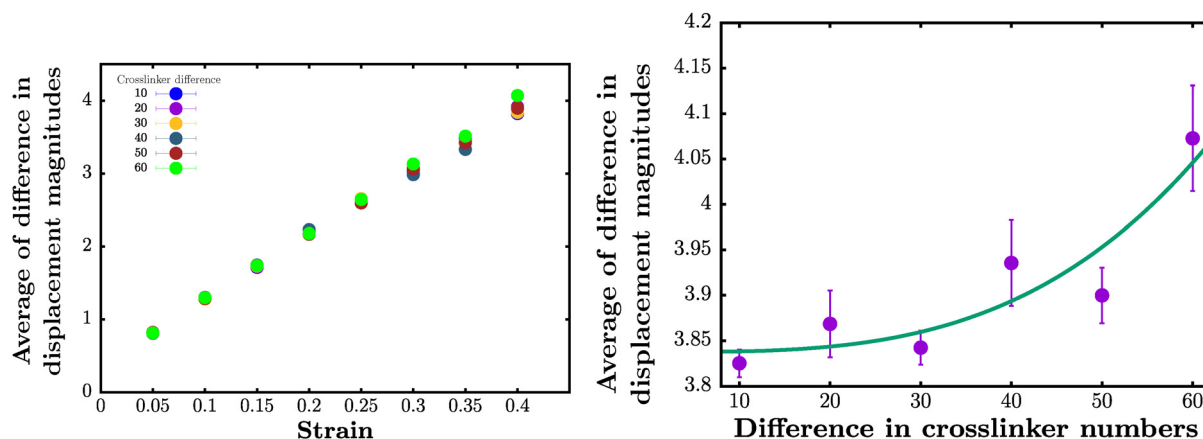 Average of difference in
displacement magnitudes
4
3
2
1
0
Crosslinker difference
10
20
30
40
50
60
0 0.05 0.1 0.15 0.2 0.25 0.3 0.35 0.4
Strain
Average of difference in
displacement magnitudes
4.2
4.15
4.1
4.05
4
3.95
3.9
3.85
3.8
10 20 30 40 50 60
Difference in crosslinker numbers